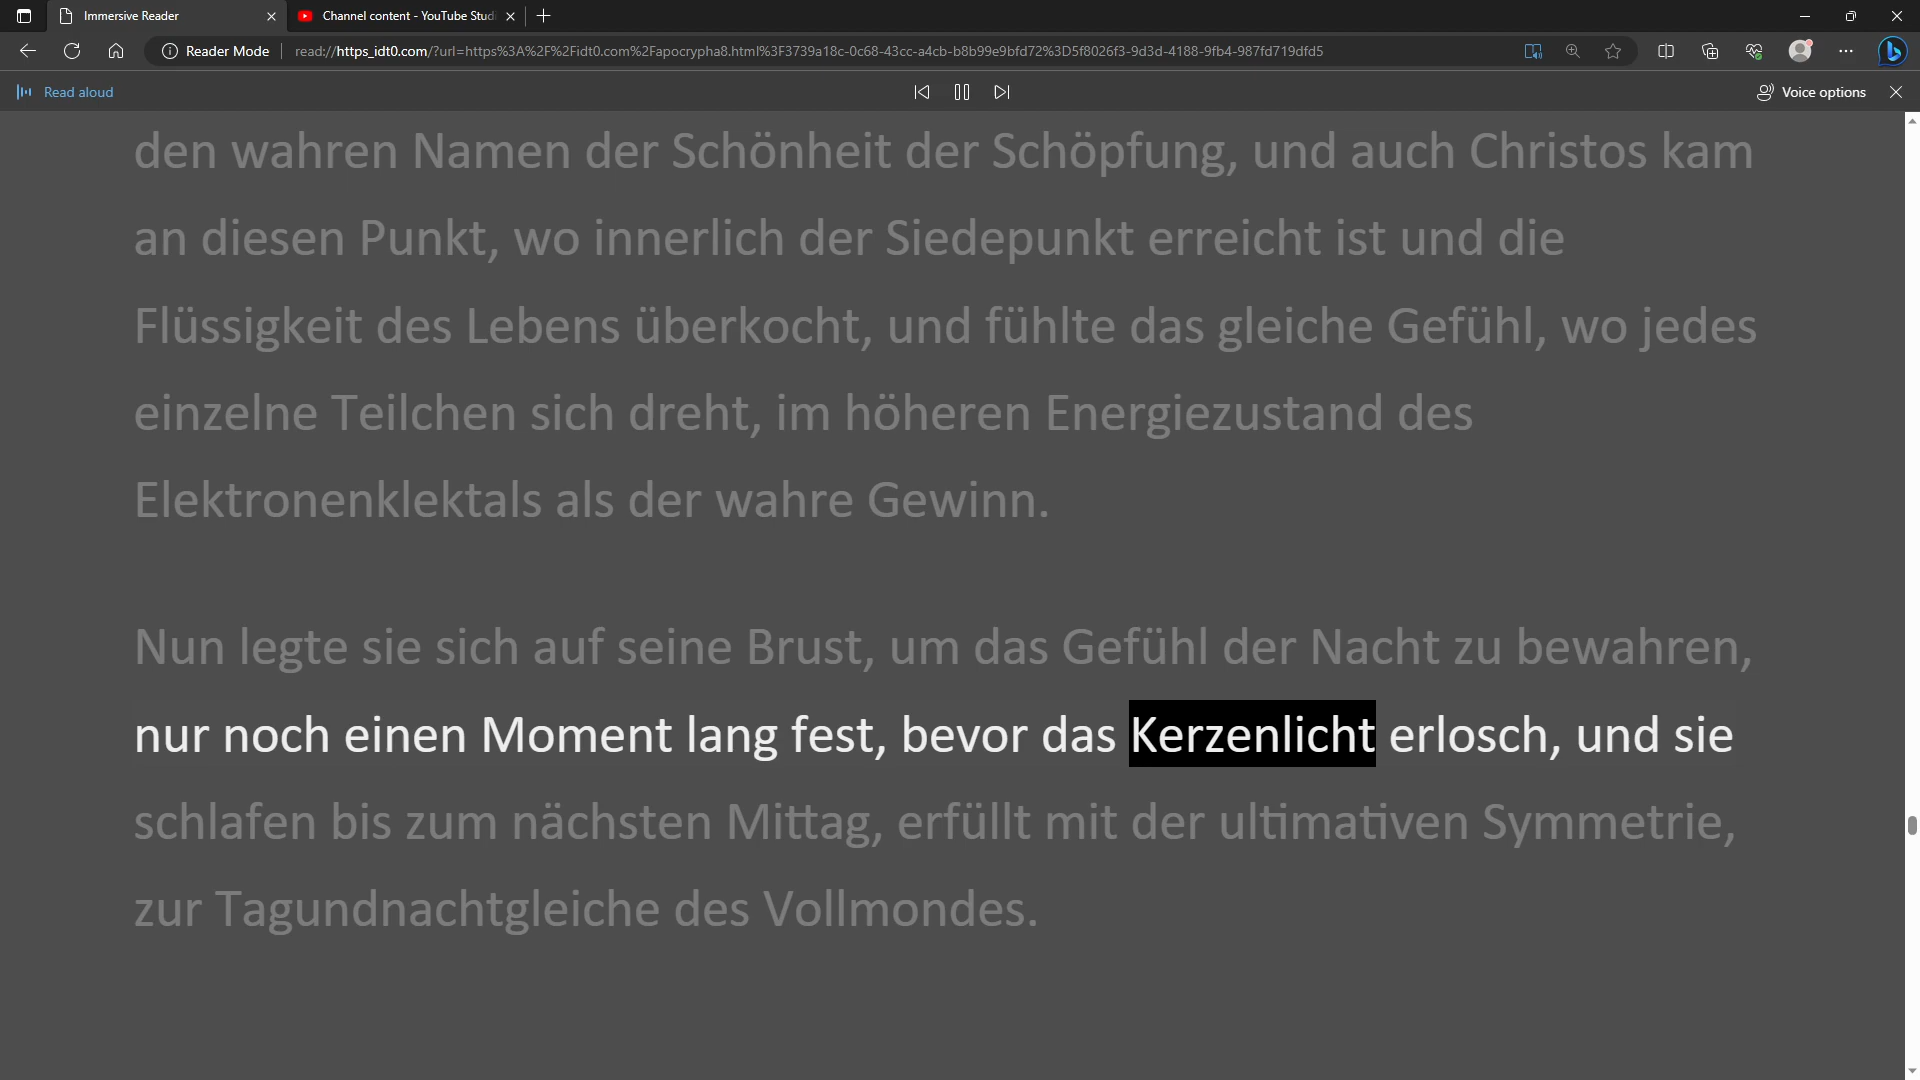 Immersive Reader
Channel content - YouTube Studi
Reader Mode
read://https_idt0.com/?url=https%3A%2F%2Fidt0.com%2Fapocrypha8.html%3F3739a18c-0c68-43cc-a4cb-b8b99e9bfd72%3D5f8026f3-9d3d-4188-9fb4-987fd719dfd5
Read aloud
Voice options
den wahren Namen der Schönheit der Schöpfung, und auch Christos kam
an diesen Punkt, wo innerlich der Siedepunkt erreicht ist und die
Flüssigkeit des Lebens überkocht, und fühlte das gleiche Gefühl, wo jedes
einzelne Teilchen sich dreht, im höheren Energiezustand des
Elektronenklektals als der wahre Gewinn.
Nun legte sie sich auf seine Brust, um das Gefühl der Nacht zu bewahren,
nur noch einen Moment lang fest, bevor das Kerzenlicht erlosch, und sie
schlafen bis zum nächsten Mittag, erfüllt mit der ultimativen Symmetrie,
zur Tagundnachtgleiche des Vollmondes.